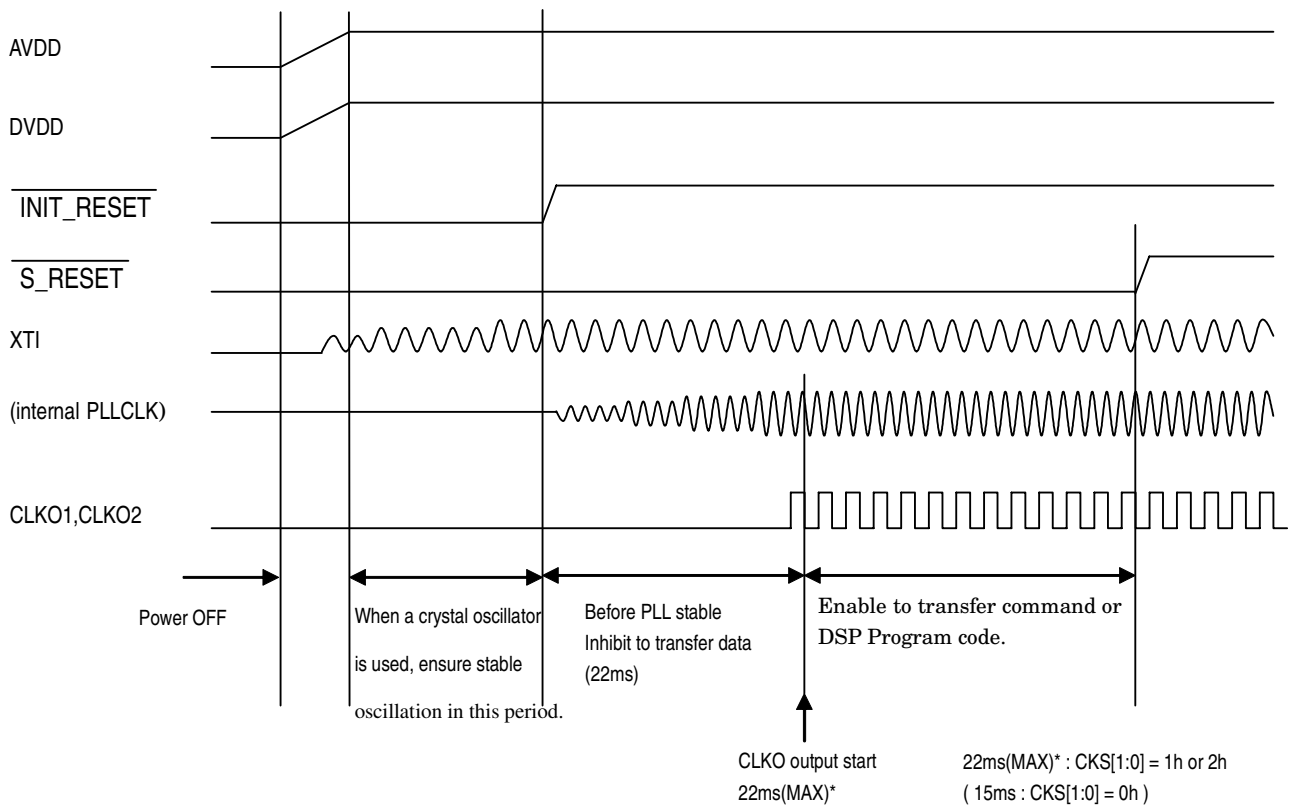 AVDD
DVDD
INIT_RESET
S_RESET
XTI
(internal PLLCLK)
CLKO1,CLKO2
Power OFF
When a crystal oscillator
is used, ensure stable
oscillation in this period.
Before PLL stable
Inhibit to transfer data
(22ms)
Enable to transfer command or
DSP Program code.
CLKO output start
22ms(MAX)*
22ms(MAX)* : CKS[1:0] = 1h or 2h
( 15ms : CKS[1:0] = 0h )